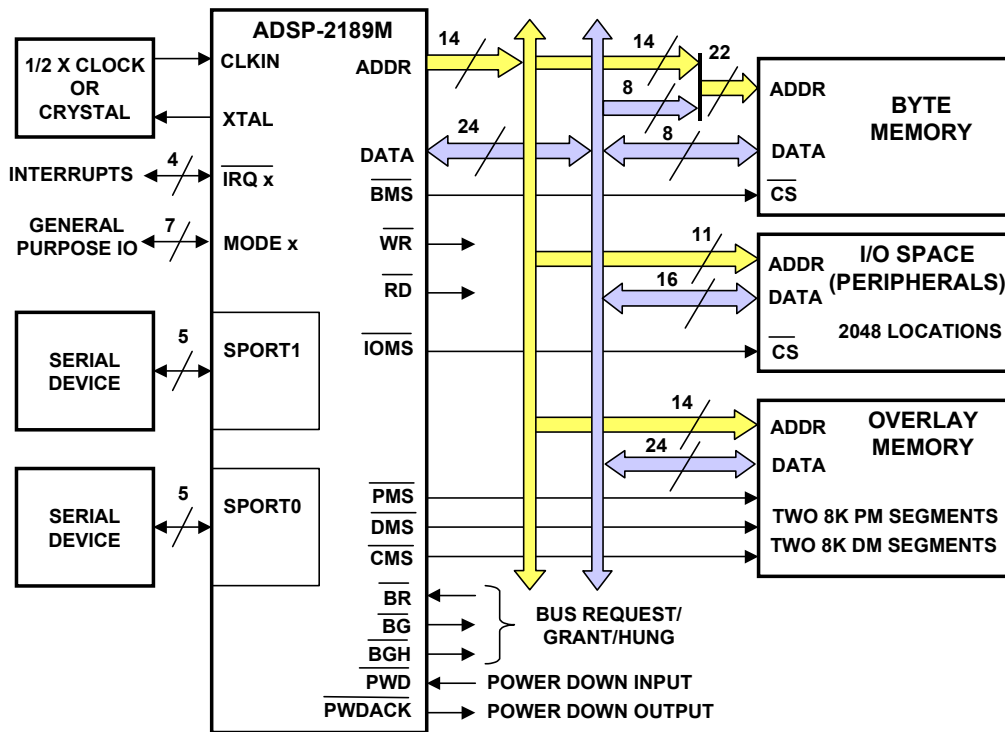 ADSP-2189M
1/2 X CLOCK
OR
CRYSTAL
CLKIN
XTAL
INTERRUPTS
4
IRQ x
GENERAL
PURPOSE IO
7
MODE x
SERIAL
DEVICE
5
SPORT1
SERIAL
DEVICE
5
SPORT0
ADDR
14
14
22
8
DATA
24
8
BMS
WR
RD
IOMS
PMS
DMS
CMS
BR
BG
BGH
BUS REQUEST/
GRANT/HUNG
PWD
POWER DOWN INPUT
PWDACK
POWER DOWN OUTPUT
ADDR
BYTE
MEMORY
DATA
CS
11
ADDR
I/O SPACE
(PERIPHERALS)
16
DATA
2048 LOCATIONS
CS
14
ADDR
OVERLAY
MEMORY
24
DATA
TWO 8K PM SEGMENTS
TWO 8K DM SEGMENTS